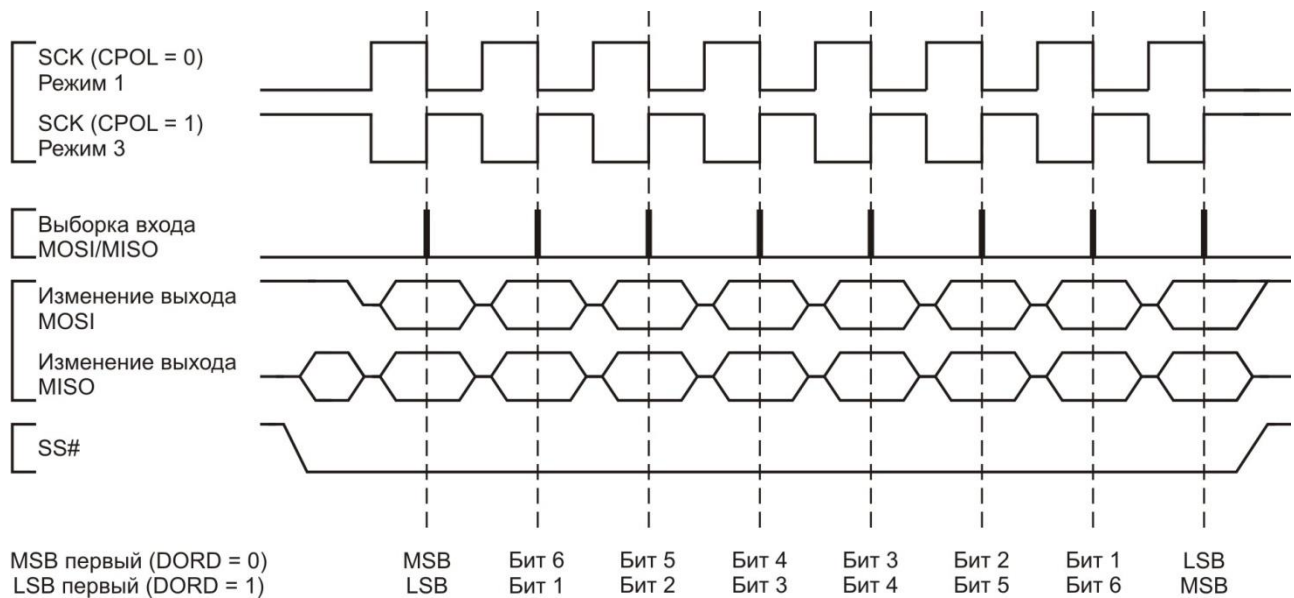 SCK (CPOL = 0)
Режим 1
SCK (CPOL = 1)
Режим 3
Выборка входа
MOSI/MISO
Изменение выхода
MOSI
Изменение выхода
MISO
SS#
MSB первый (DORD = 0) MSB Бит 6 Бит 5 Бит 4 Бит 3 Бит 2 Бит 1 LSB
LSB первый (DORD = 1) LSB Бит 1 Бит 2 Бит 3 Бит 4 Бит 5 Бит 6 MSB